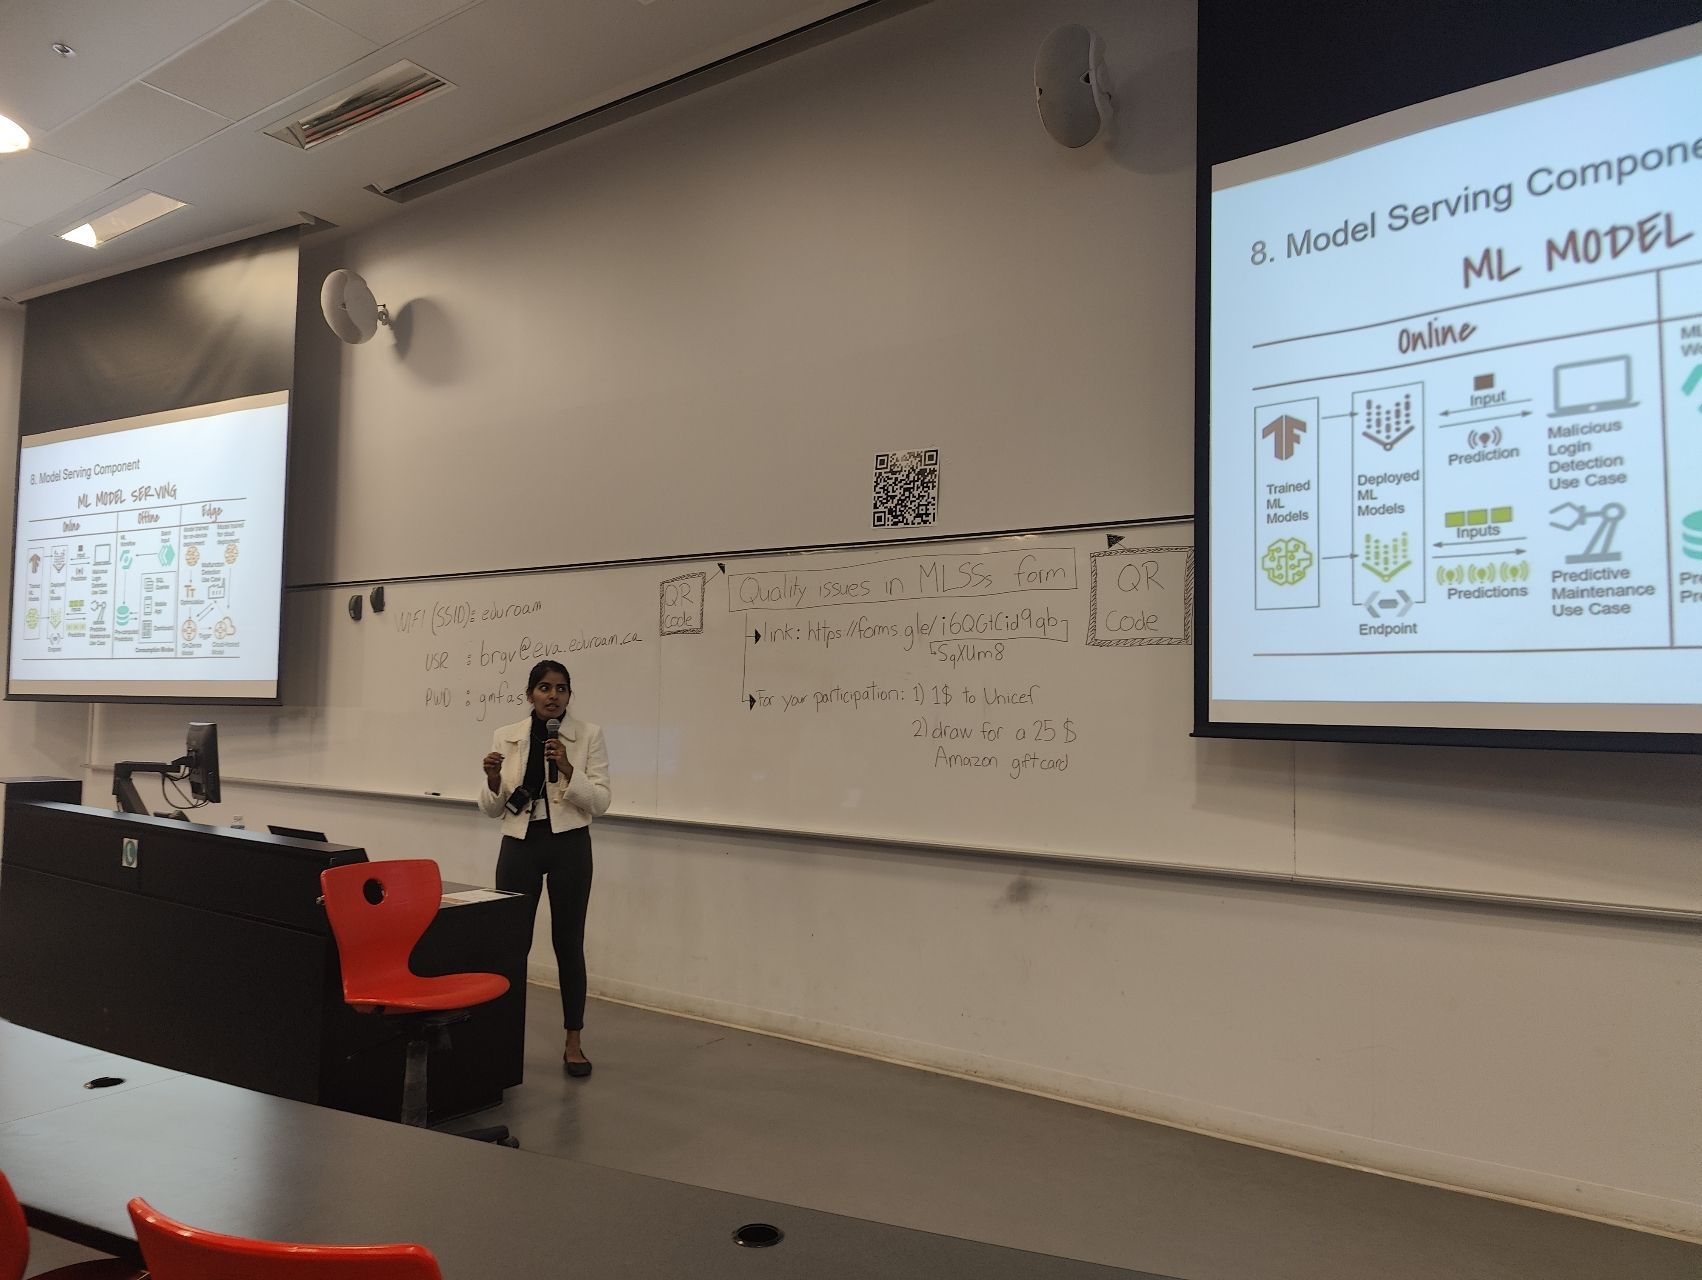 8. Model Serving Component
ML MODEL SERVING
Online
Offline
Edge
WIFI (SSID): eduroam
USR : brgv@eva.eduroam.ca
PWD : gmfas
QR
code
Quality issues in MLSSs form
link: https://forms.gle/i6QGtCid9qb7
SqXUm8
For your participation: 1) 1$ to Unicef
2) draw for a 25 $
Amazon giftcard
QR
Code
8. Model Serving Compone
ML MODEL
Online
Trained
ML
Models
Deployed
ML
Models
Endpoint
Input
Prediction
Inputs
Predictions
Malicious
Login
Detection
Use Case
Predictive
Maintenance
Use Case